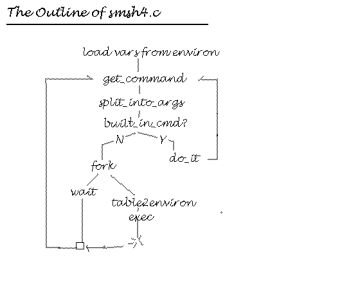 The Outline of smsh4.c
load vars from environ
get_command
split_into_args
built_in_cmd?
N Y
do_it
fork
wait
table2environ
exec